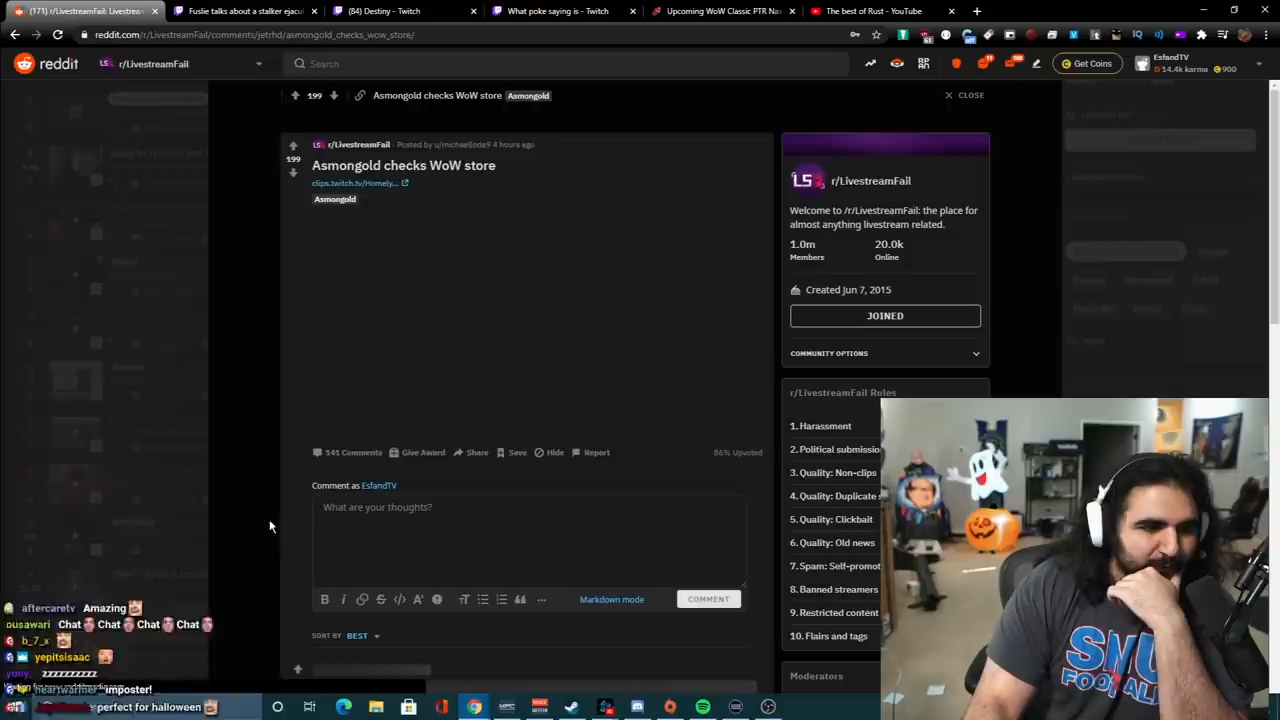 (171) r/LivestreamFail: Livestrea
Fuslie talks about a stalker ejacul
(84) Destiny - Twitch
What poke saying is - Twitch
Upcoming WoW Classic PTR Na
The best of Rust - YouTube
reddit.com/r/LivestreamFail/comments/jetrhd/asmongold_checks_wow_store/
reddit
r/LivestreamFail
Search
Get Coins
EsfandTV
14.4k karma
900
199
Asmongold checks WoW store
Asmongold
CLOSE
r/LivestreamFail · Posted by u/michaelloda9 4 hours ago
199
Asmongold checks WoW store
clips.twitch.tv/Homely...
Asmongold
141 Comments
Give Award
Share
Save
Hide
Report
86% Upvoted
Comment as EsfandTV
What are your thoughts?
Markdown mode
COMMENT
SORT BY BEST
r/LivestreamFail
Welcome to /r/LivestreamFail: the place for
almost anything livestream related.
1.0m
Members
20.0k
Online
Created Jun 7, 2015
JOINED
COMMUNITY OPTIONS
r/LivestreamFail Rules
1. Harassment
2. Political submissio
3. Quality: Non-clips
4. Quality: Duplicate s
5. Quality: Clickbait
6. Quality: Old news
7. Spam: Self-promot
8. Banned streamers
9. Restricted content
10. Flairs and tags
Moderators
aftercaretv Amazing
ousawari Chat Chat Chat Chat
b_7_x
yepitsisaac
zzzzzzzzzz
heartwarmer imposter!
perfect for halloween
SMU
FOOTBALL